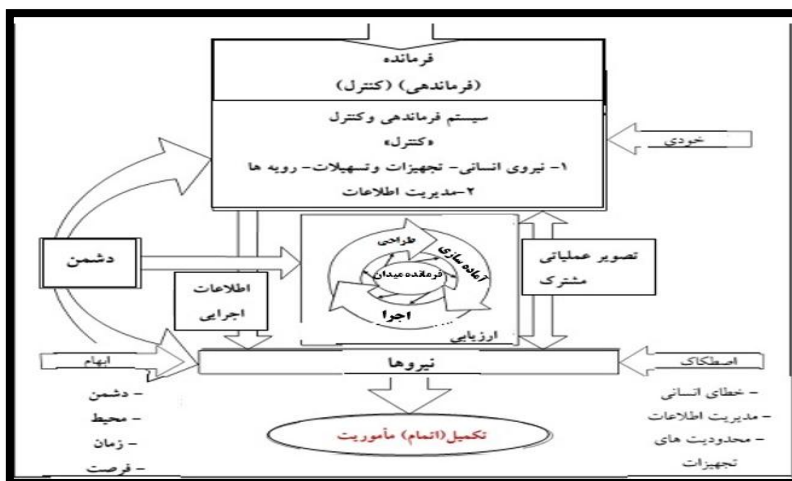 فرمانده
(فرماندهی) (کنترل)
سیستم فرماندهی وکنترل
«کنترل»
۱- نیروی انسانی- تجهیزات وتسهیلات- رویه ها
۲-مدیریت اطلاعات
خودی
دشمن
اطلاعات
اجرایی
طراحی
آماده سازی
فرمانده میدان
اجرا
ارزیابی
تصویر عملیاتی
مشترک
ابهام
نیروها
اصطکاک
– دشمن
– محیط
– زمان
– فرصت
تکمیل(اتمام) مأموریت
– خطای انسانی
– مدیریت اطلاعات
– محدودیت های
تجهیزات